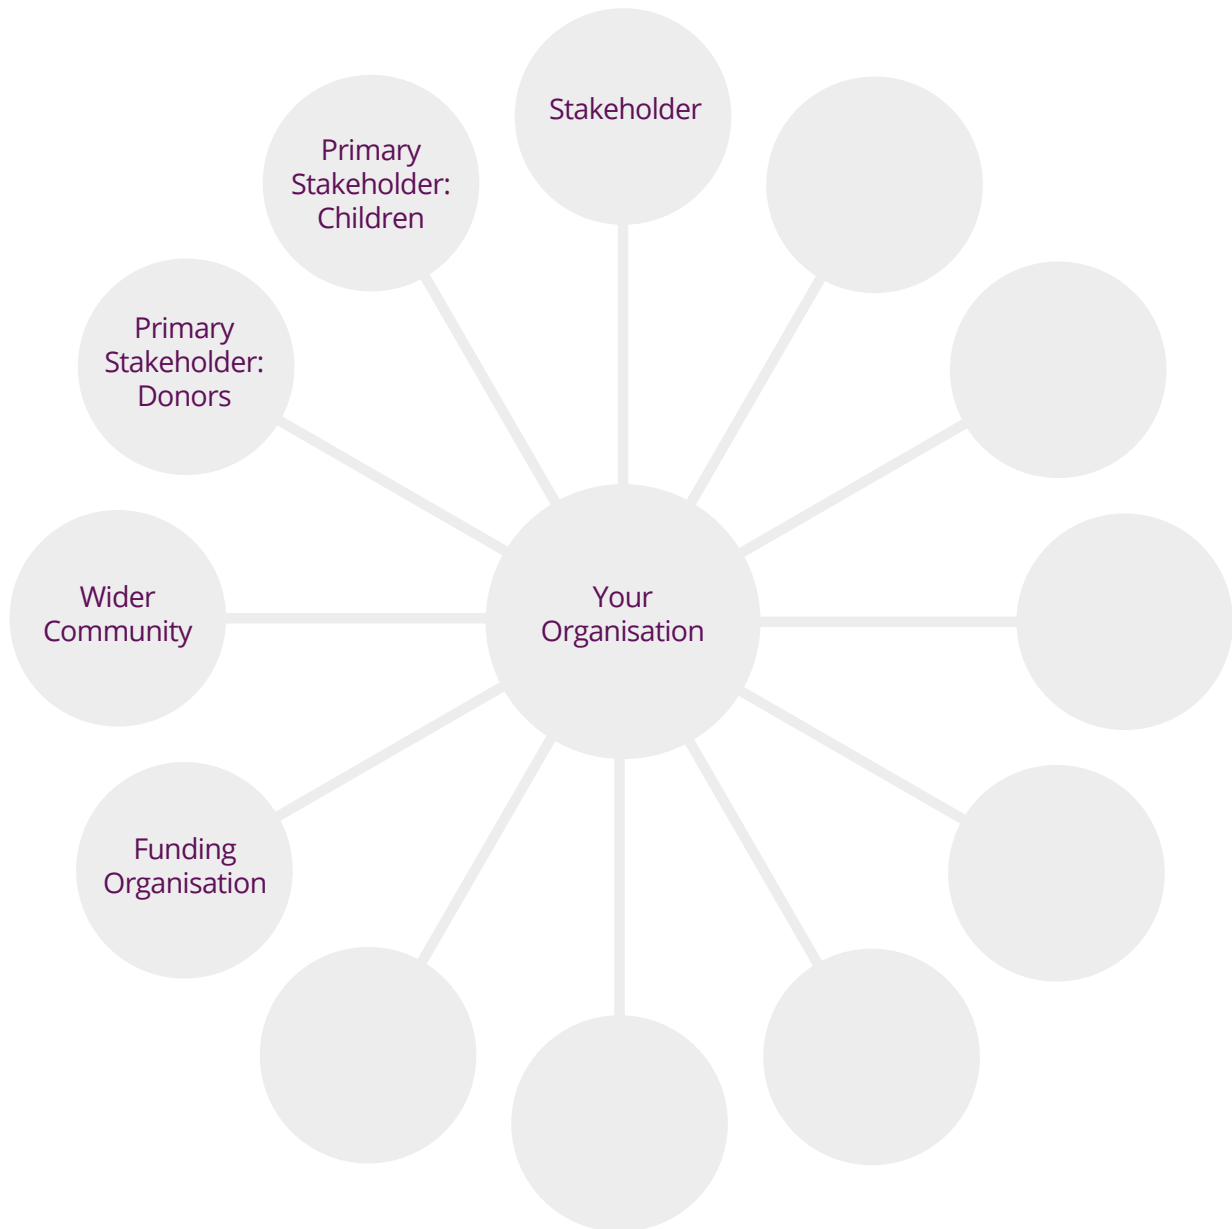 Stakeholder
Primary
Stakeholder:
Children
Primary
Stakeholder:
Donors
Wider
Community
Your
Organisation
Funding
Organisation